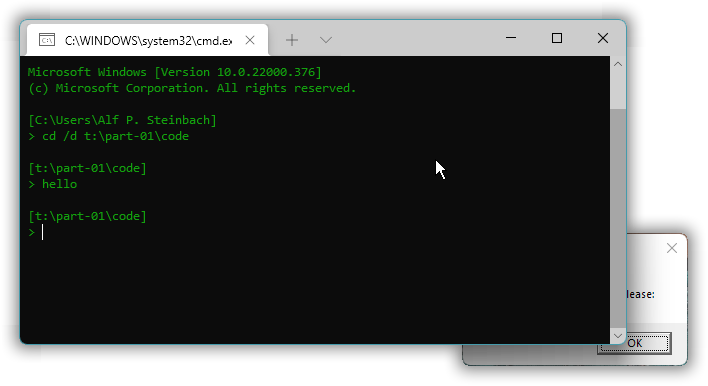 C:\WINDOWS\system32\cmd.ex
Microsoft Windows [Version 10.0.22000.376]
(c) Microsoft Corporation. All rights reserved.
[C:\Users\Alf P. Steinbach]
> cd /d t:\part-01\code
[t:\part-01\code]
> hello
[t:\part-01\code]
>
lease:
OK